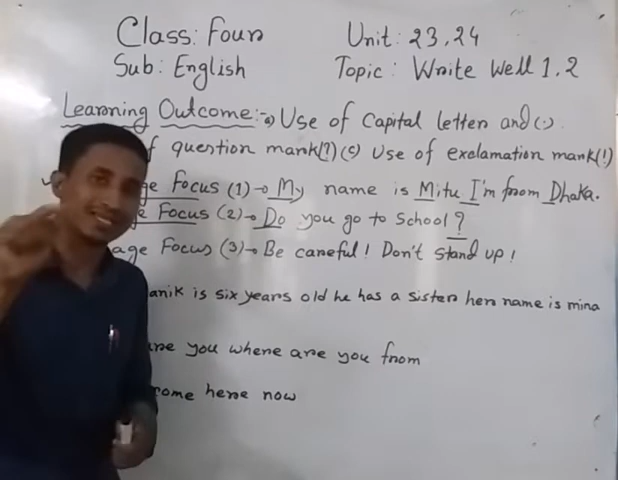 Class: Four
Unit: 23,24
Sub: English
Topic: Write Well 1.2
Learning Outcome:-a) Use of Capital letter and (.)
f question mark(?)(c) Use of exclamation mark(!)
ge Focus (1)→ My name is Mitu I'm from Dhaka.
e Focus (2)→ Do you go to School?
age Focus (3)→ Be careful! Don't stand up!
anik is six years old he has a sister her name is mina
are you where are you from
come here now